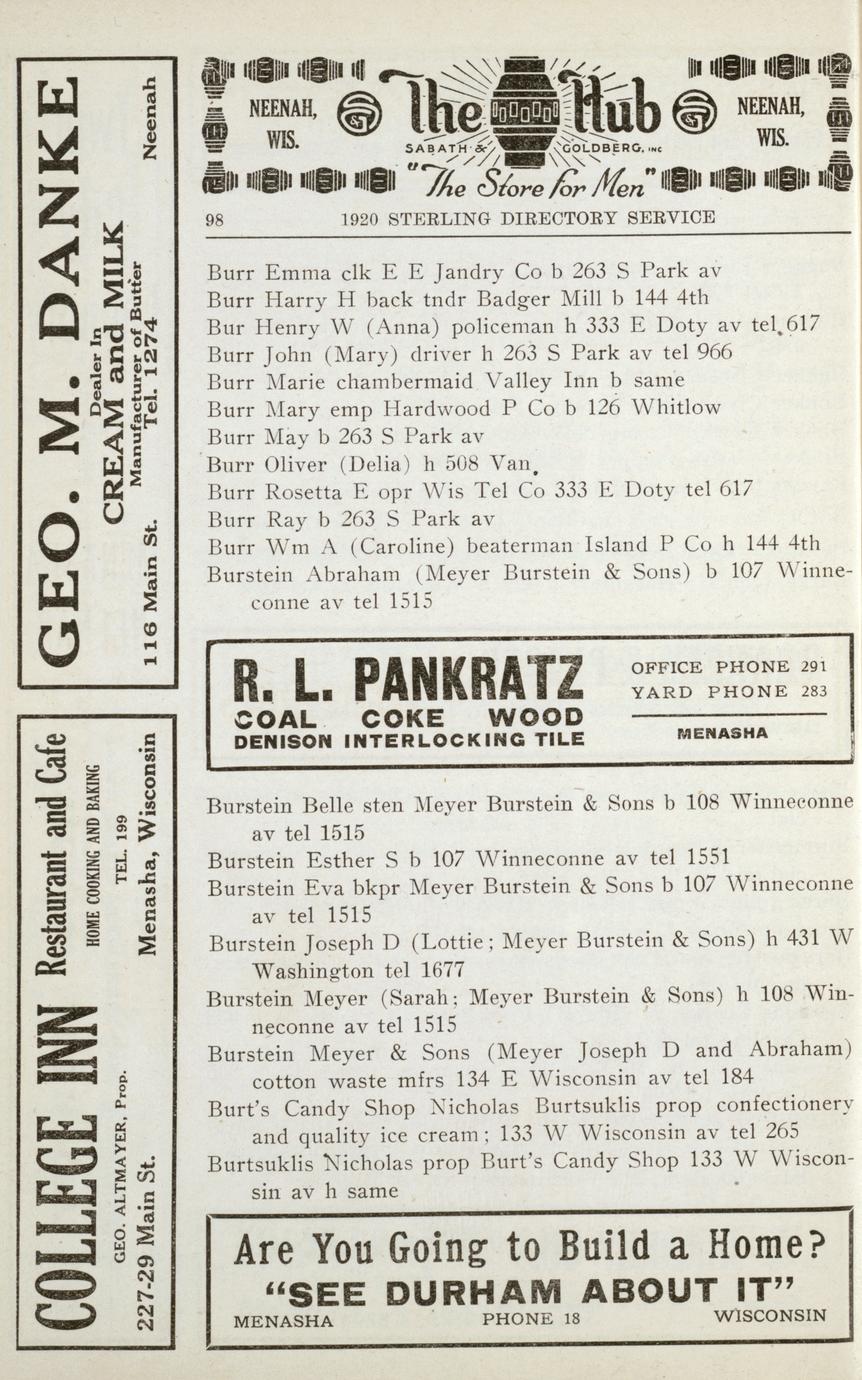 NEENAH,
WIS.
S&G
The Hub
SABATH & GOLDBERG, INC
S&G
NEENAH,
WIS.
"The Store for Men"
98 1920 STERLING DIRECTORY SERVICE
Burr Emma clk E E Jandry Co b 263 S Park av
Burr Harry H back tndr Badger Mill b 144 4th
Bur Henry W (Anna) policeman h 333 E Doty av tel. 617
Burr John (Mary) driver h 263 S Park av tel 966
Burr Marie chambermaid Valley Inn b same
Burr Mary emp Hardwood P Co b 126 Whitlow
Burr May b 263 S Park av
Burr Oliver (Delia) h 508 Van.
Burr Rosetta E opr Wis Tel Co 333 E Doty tel 617
Burr Ray b 263 S Park av
Burr Wm A (Caroline) beaterman Island P Co h 144 4th
Burstein Abraham (Meyer Burstein & Sons) b 107 Winne-
conne av tel 1515
R. L. PANKRATZ
COAL COKE WOOD
DENISON INTERLOCKING TILE
OFFICE PHONE 291
YARD PHONE 283
MENASHA
Burstein Belle sten Meyer Burstein & Sons b 108 Winneconne
av tel 1515
Burstein Esther S b 107 Winneconne av tel 1551
Burstein Eva bkpr Meyer Burstein & Sons b 107 Winneconne
av tel 1515
Burstein Joseph D (Lottie; Meyer Burstein & Sons) h 431 W
Washington tel 1677
Burstein Meyer (Sarah; Meyer Burstein & Sons) h 108 Win-
neconne av tel 1515
Burstein Meyer & Sons (Meyer Joseph D and Abraham)
cotton waste mfrs 134 E Wisconsin av tel 184
Burt's Candy Shop Nicholas Burtsuklis prop confectionery
and quality ice cream; 133 W Wisconsin av tel 265
Burtsuklis Nicholas prop Burt's Candy Shop 133 W Wiscon-
sin av h same
Are You Going to Build a Home?
"SEE DURHAM ABOUT IT"
MENASHA PHONE 18 WISCONSIN
GEO. M. DANKE
Dealer In
CREAM and MILK
Manufacturer of Butter
116 Main St. Tel. 1274 Neenah
COLLEGE INN Restaurant and Cafe
HOME COOKING AND BAKING
GEO. ALTMAYER, Prop. TEL. 199
227-29 Main St. Menasha, Wisconsin